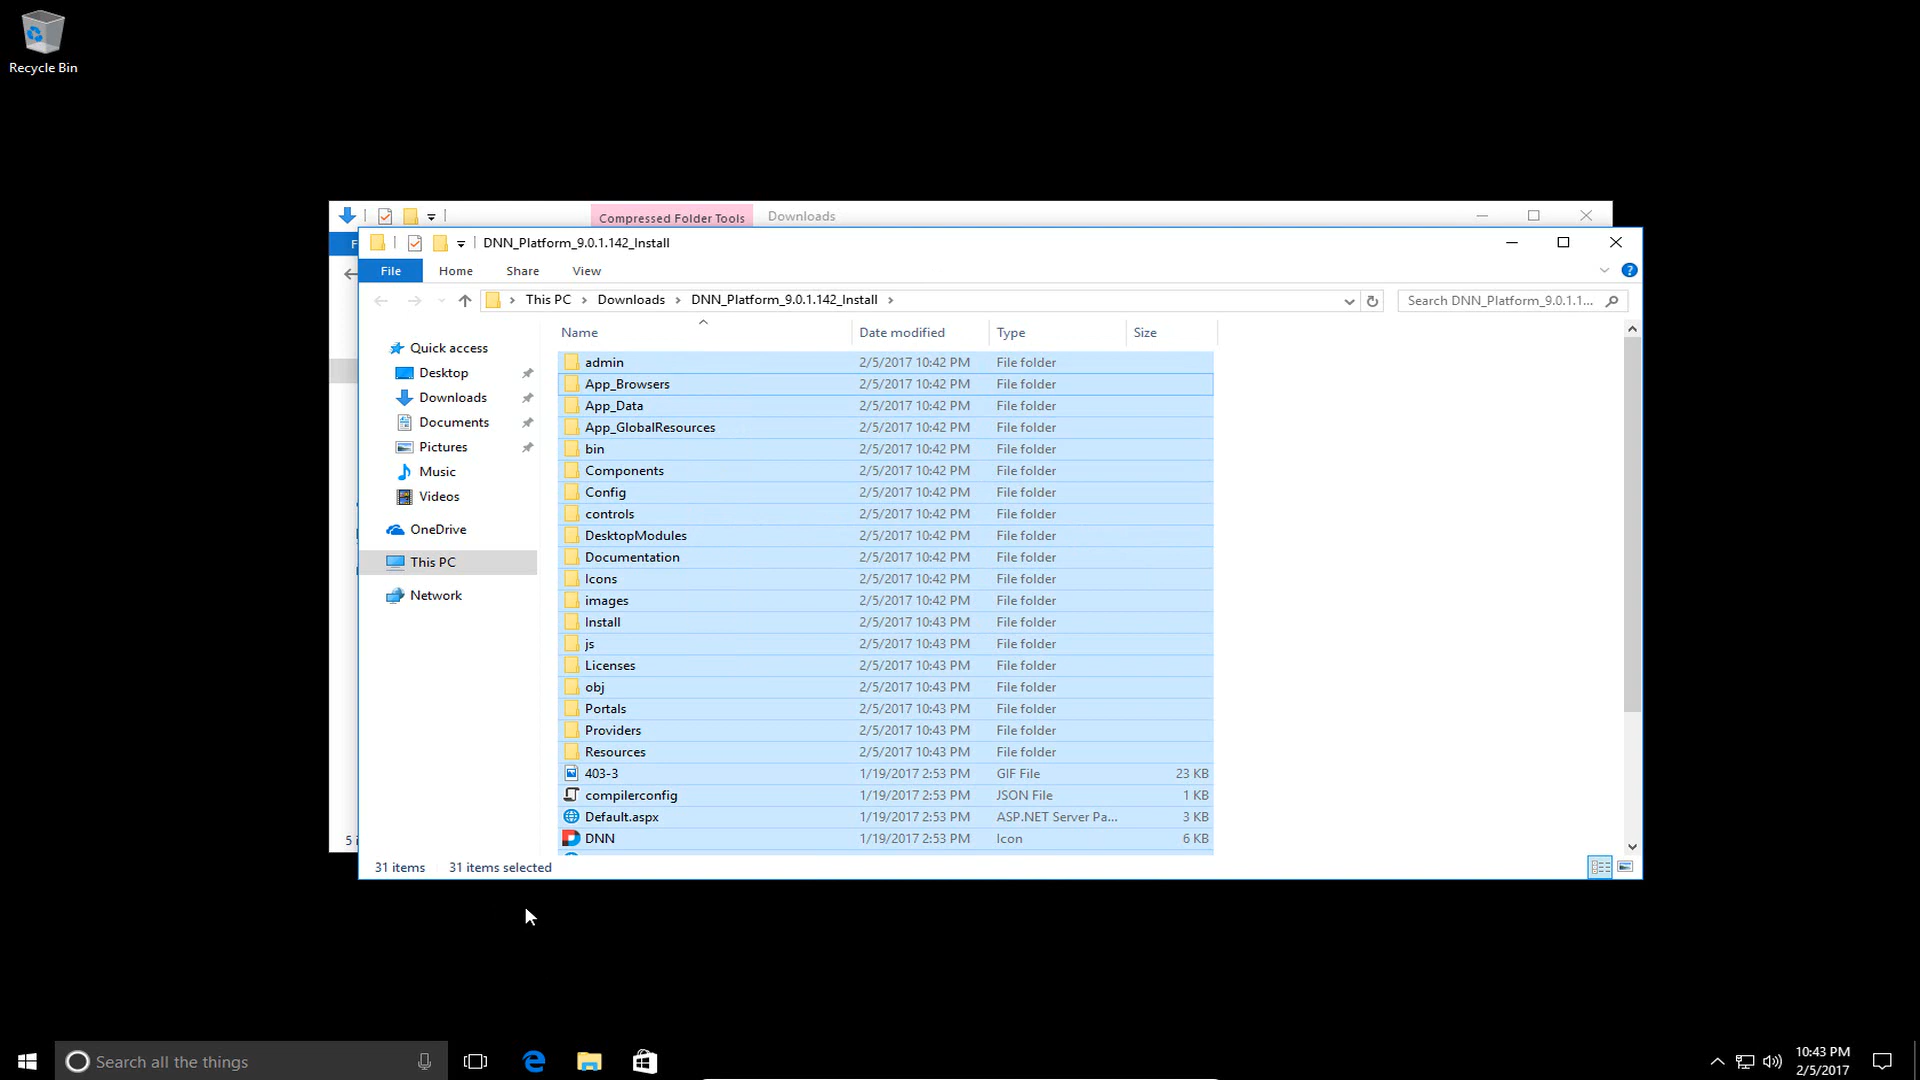 Recycle Bin
Compressed Folder Tools
Downloads
F
DNN_Platform_9.0.1.142_Install
File
Home
Share
View
This PC
Downloads
DNN_Platform_9.0.1.142_Install
Search DNN_Platform_9.0.1.1...
Name
Date modified
Type
Size
Quick access
Desktop
Downloads
Documents
Pictures
Music
Videos
OneDrive
This PC
Network
admin 2/5/2017 10:42 PM File folder
App_Browsers 2/5/2017 10:42 PM File folder
App_Data 2/5/2017 10:42 PM File folder
App_GlobalResources 2/5/2017 10:42 PM File folder
bin 2/5/2017 10:42 PM File folder
Components 2/5/2017 10:42 PM File folder
Config 2/5/2017 10:42 PM File folder
controls 2/5/2017 10:42 PM File folder
DesktopModules 2/5/2017 10:42 PM File folder
Documentation 2/5/2017 10:42 PM File folder
Icons 2/5/2017 10:42 PM File folder
images 2/5/2017 10:42 PM File folder
Install 2/5/2017 10:43 PM File folder
js 2/5/2017 10:43 PM File folder
Licenses 2/5/2017 10:43 PM File folder
obj 2/5/2017 10:43 PM File folder
Portals 2/5/2017 10:43 PM File folder
Providers 2/5/2017 10:43 PM File folder
Resources 2/5/2017 10:43 PM File folder
403-3 1/19/2017 2:53 PM GIF File 23 KB
compilerconfig 1/19/2017 2:53 PM JSON File 1 KB
Default.aspx 1/19/2017 2:53 PM ASP.NET Server Pa... 3 KB
DNN 1/19/2017 2:53 PM Icon 6 KB
5 i
31 items
31 items selected
Search all the things
10:43 PM
2/5/2017